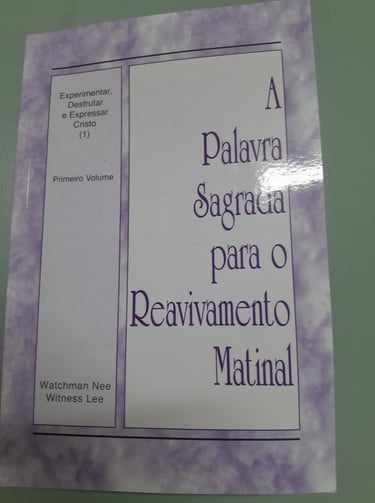 Experimentar,
Desfrutar
e Expressar
Cristo
(1)
Primeiro Volume
Watchman Nee
Witness Lee
A
Palavra
Sagrada
para o
Reavivamento
Matinal